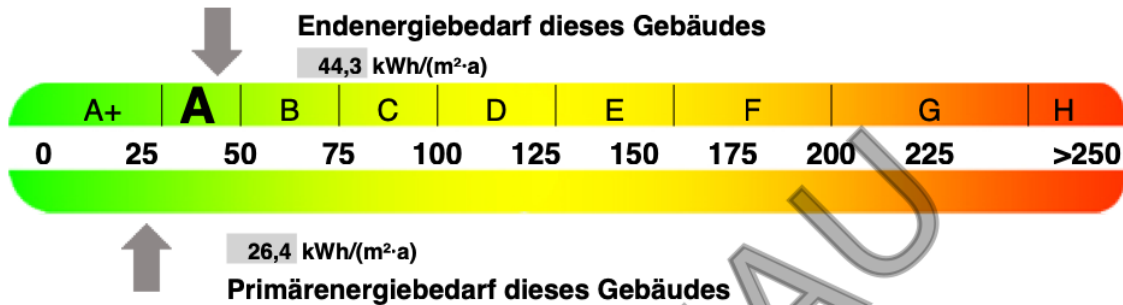 Endenergiebedarf dieses Gebäudes
44,3 kWh/(m²·a)
A+ A B C D E F G H
0 25 50 75 100 125 150 175 200 225 >250
26,4 kWh/(m²·a)
Primärenergiebedarf dieses Gebäudes
AU